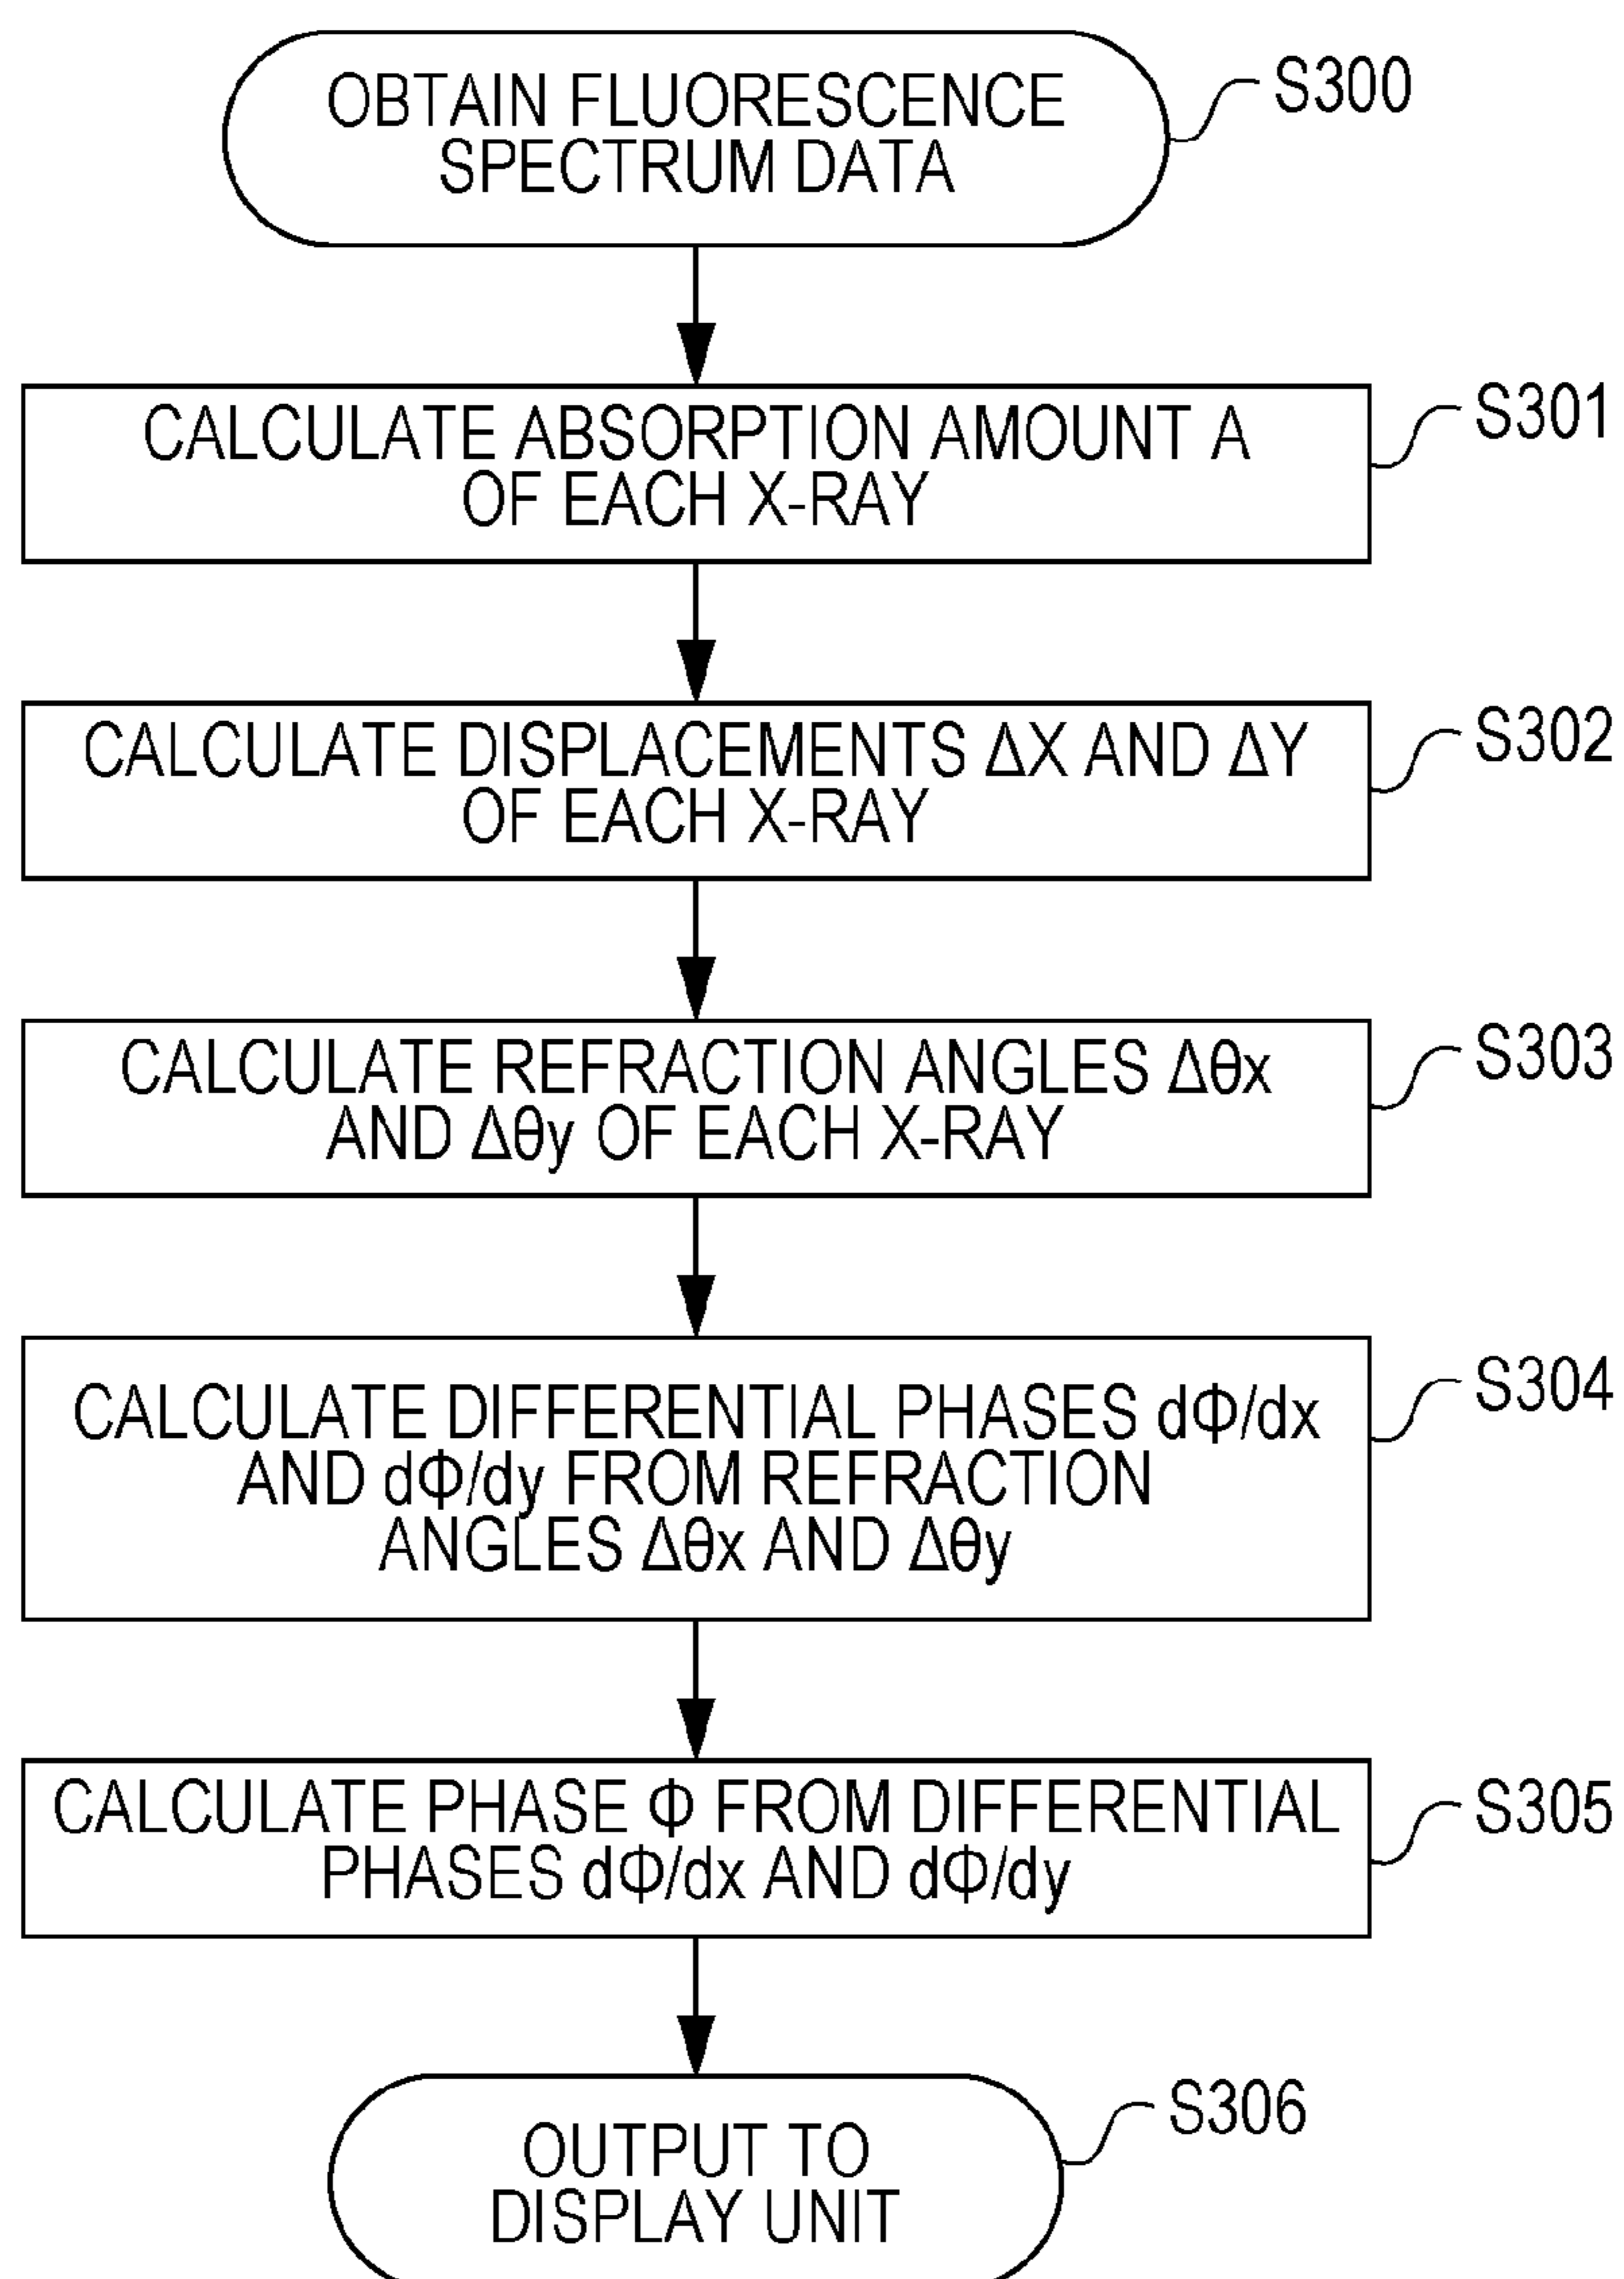 OBTAIN FLUORESCENCE
SPECTRUM DATA
S300
CALCULATE ABSORPTION AMOUNT A
OF EACH X-RAY
S301
CALCULATE DISPLACEMENTS ΔX AND ΔY
OF EACH X-RAY
S302
CALCULATE REFRACTION ANGLES Δθx
AND Δθy OF EACH X-RAY
S303
CALCULATE DIFFERENTIAL PHASES dΦ/dx
AND dΦ/dy FROM REFRACTION
ANGLES Δθx AND Δθy
S304
CALCULATE PHASE Φ FROM DIFFERENTIAL
PHASES dΦ/dx AND dΦ/dy
S305
OUTPUT TO
DISPLAY UNIT
S306